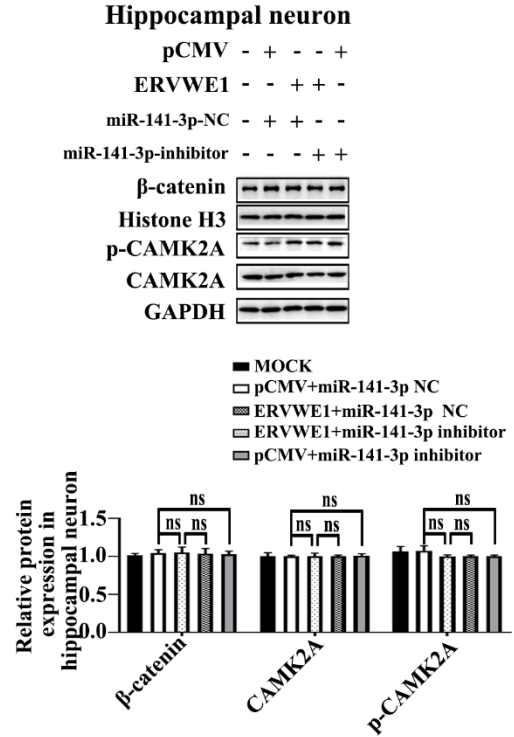 Hippocampal neuron
pCMV - + - - +
ERVWE1 - - + + -
miR-141-3p-NC - + + - -
miR-141-3p-inhibitor - - - + +
β-catenin
Histone H3
p-CAMK2A
CAMK2A
GAPDH
MOCK
pCMV+miR-141-3p NC
ERVWE1+miR-141-3p NC
ERVWE1+miR-141-3p inhibitor
pCMV+miR-141-3p inhibitor
Relative protein
expression in
hippocampal neuron
1.5
1.0
0.5
0.0
ns
ns ns
ns
ns ns
ns
ns ns
β-catenin
CAMK2A
p-CAMK2A